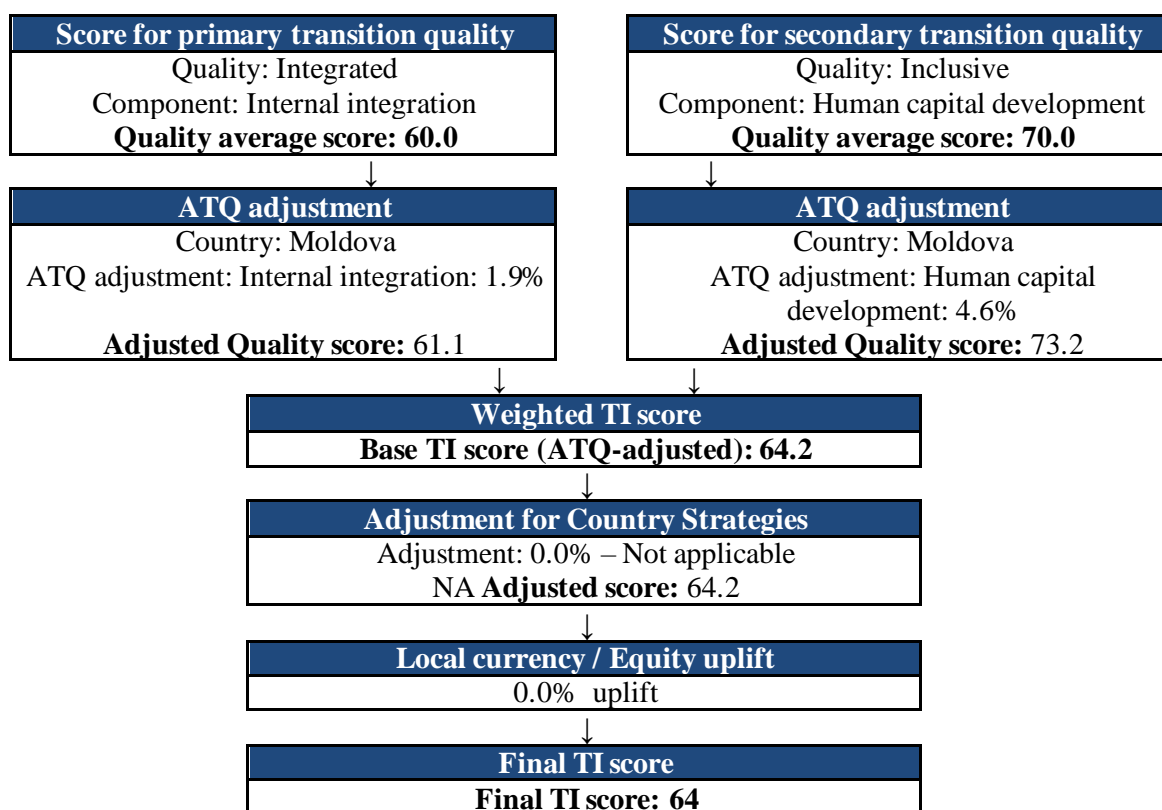 Score for primary transition quality
Quality: Integrated
Component: Internal integration
Quality average score: 60.0
Score for secondary transition quality
Quality: Inclusive
Component: Human capital development
Quality average score: 70.0
↓
↓
ATQ adjustment
Country: Moldova
ATQ adjustment: Internal integration: 1.9%
Adjusted Quality score: 61.1
ATQ adjustment
Country: Moldova
ATQ adjustment: Human capital
development: 4.6%
Adjusted Quality score: 73.2
↓
↓
Weighted TI score
Base TI score (ATQ-adjusted): 64.2
↓
Adjustment for Country Strategies
Adjustment: 0.0% – Not applicable
NA Adjusted score: 64.2
↓
Local currency / Equity uplift
0.0% uplift
↓
Final TI score
Final TI score: 64